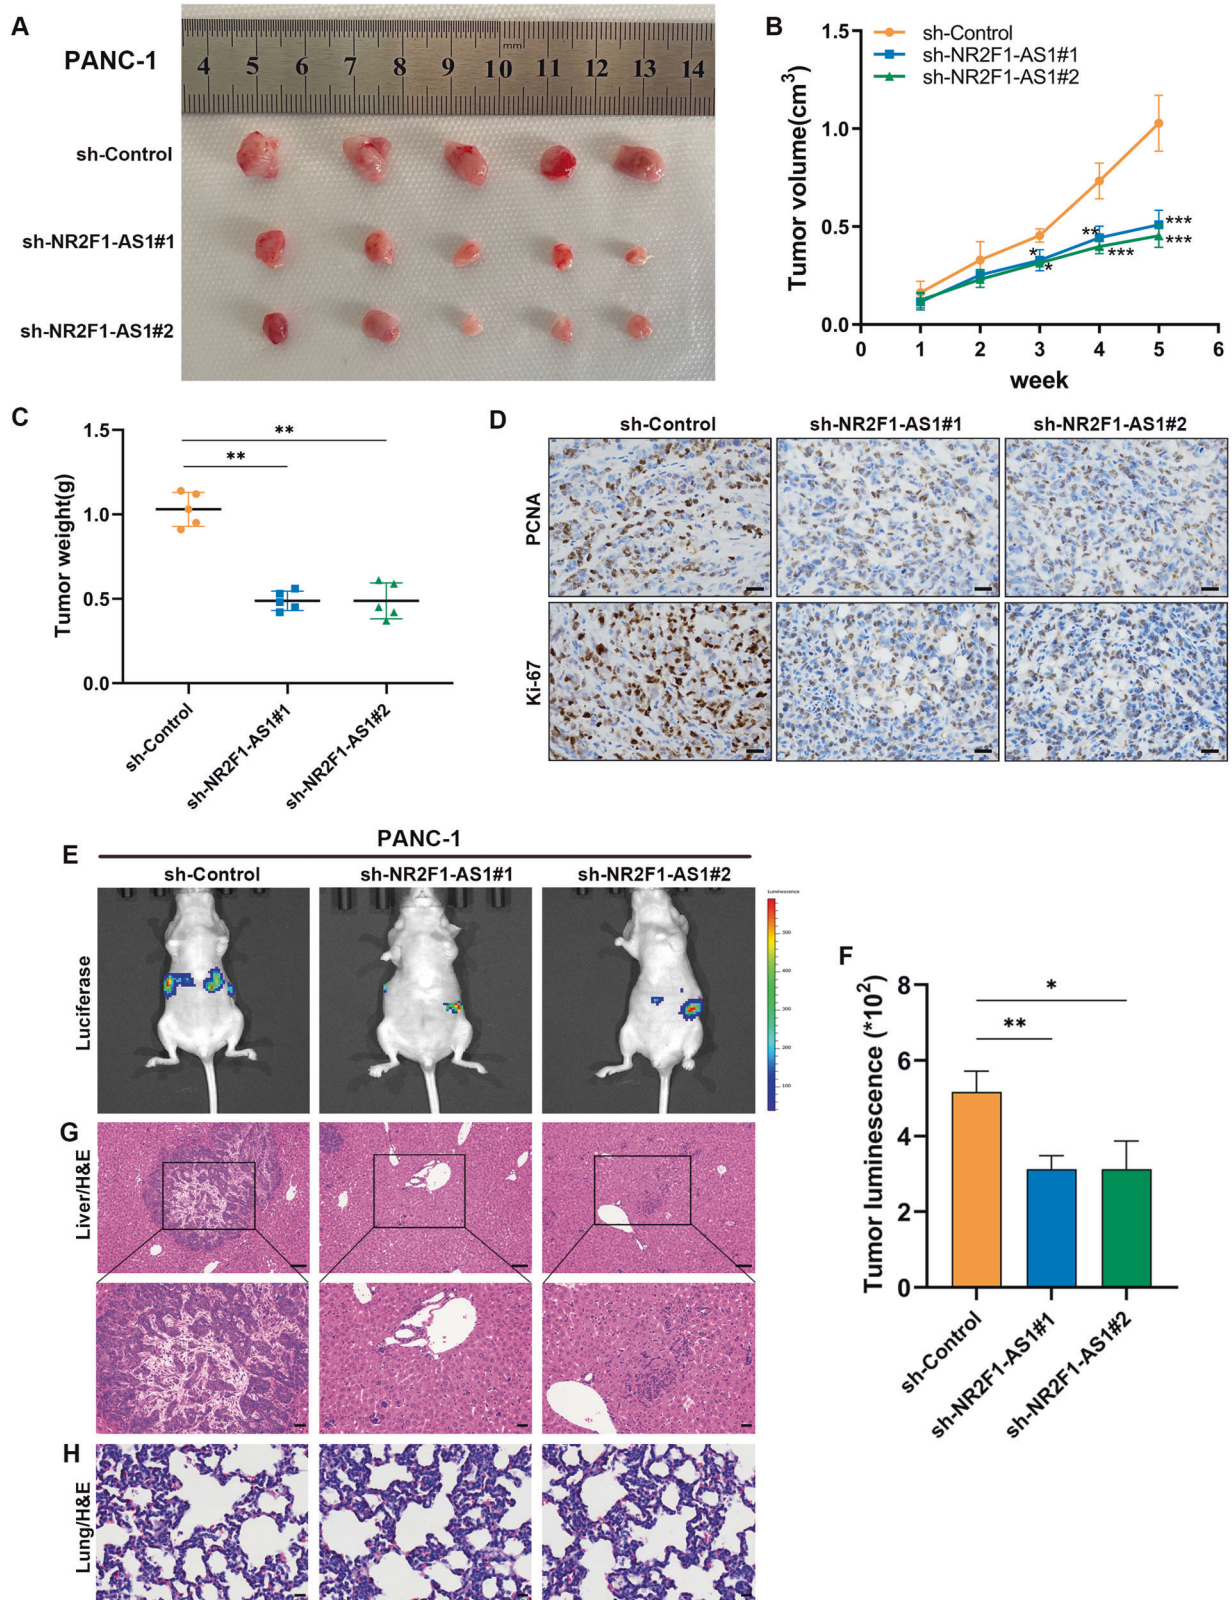 A
PANC-1
mm
4 5 6 7 8 9 10 11 12 13 14
sh-Control
sh-NR2F1-AS1#1
sh-NR2F1-AS1#2
B
sh-Control
sh-NR2F1-AS1#1
sh-NR2F1-AS1#2
Tumor volume(cm³)
1.5
1.0
0.5
0.0
* * ** *** *** ***
0 1 2 3 4 5 6
week
C
Tumor weight(g)
1.5
1.0
0.5
0.0
**
**
sh-Control
sh-NR2F1-AS1#1
sh-NR2F1-AS1#2
D
sh-Control sh-NR2F1-AS1#1 sh-NR2F1-AS1#2
PCNA
Ki-67
E
PANC-1
sh-Control sh-NR2F1-AS1#1 sh-NR2F1-AS1#2
Luciferase
Luminescence
500
400
300
200
100
G
Liver/H&E
H
Lung/H&E
F
Tumor luminescence (*10²)
8
6
4
2
0
*
**
sh-Control
sh-NR2F1-AS1#1
sh-NR2F1-AS1#2